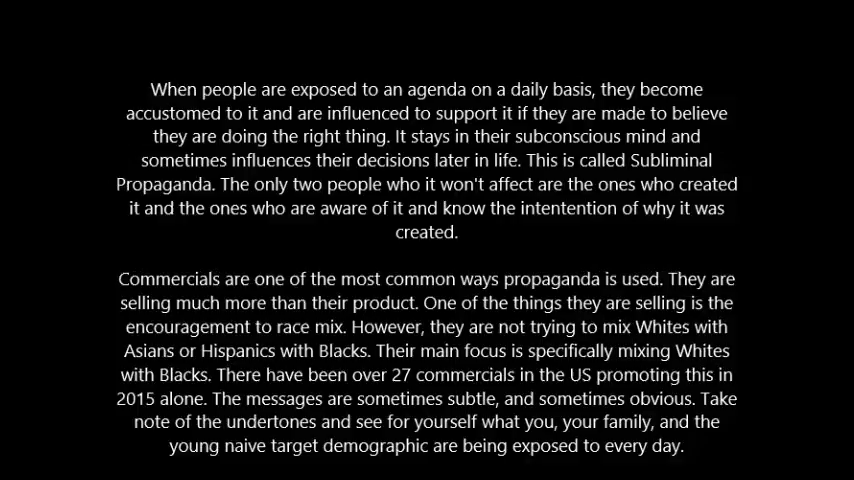 When people are exposed to an agenda on a daily basis, they become
accustomed to it and are influenced to support it if they are made to believe
they are doing the right thing. It stays in their subconscious mind and
sometimes influences their decisions later in life. This is called Subliminal
Propaganda. The only two people who it won't affect are the ones who created
it and the ones who are aware of it and know the intentention of why it was
created.
Commercials are one of the most common ways propaganda is used. They are
selling much more than their product. One of the things they are selling is the
encouragement to race mix. However, they are not trying to mix Whites with
Asians or Hispanics with Blacks. Their main focus is specifically mixing Whites
with Blacks. There have been over 27 commercials in the US promoting this in
2015 alone. The messages are sometimes subtle, and sometimes obvious. Take
note of the undertones and see for yourself what you, your family, and the
young naive target demographic are being exposed to every day.